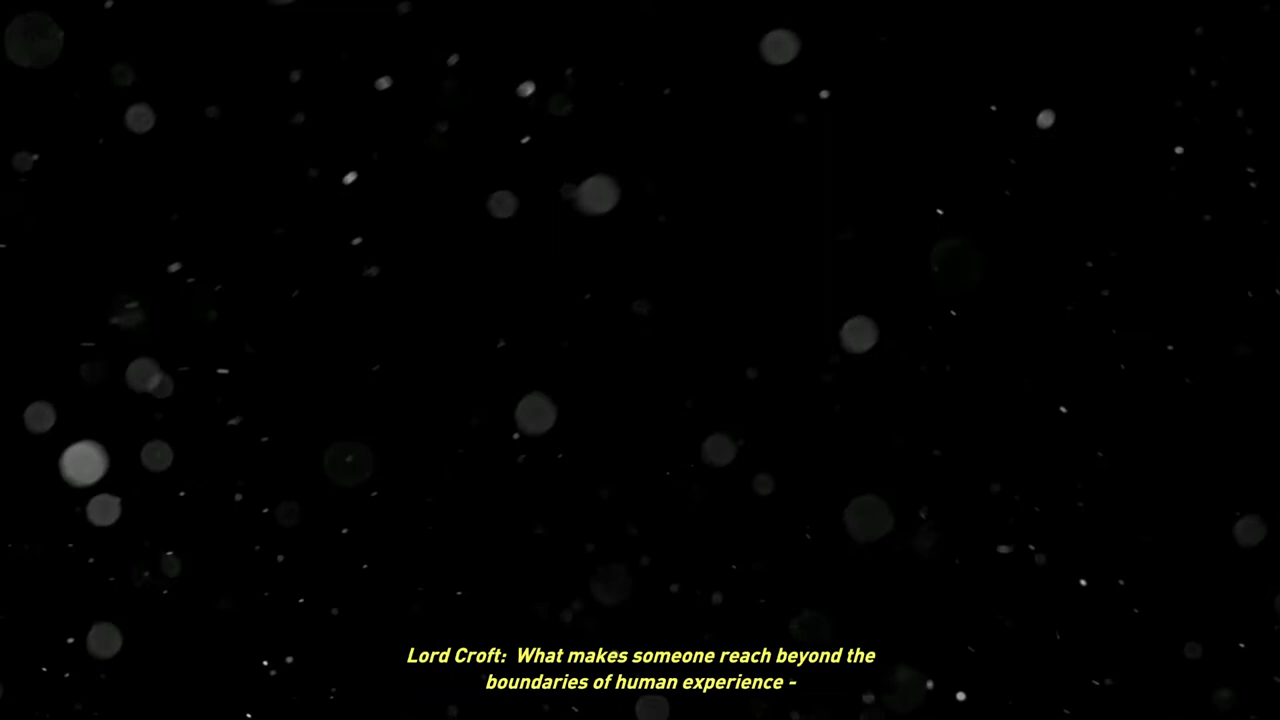 Lord Croft:  What makes someone reach beyond the
boundaries of human experience -